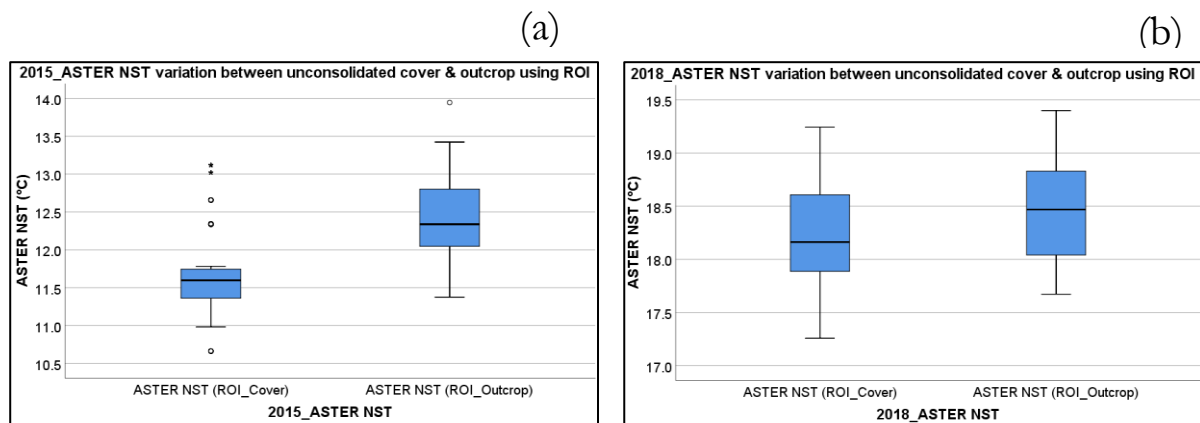 (a)
2015_ASTER NST variation between unconsolidated cover & outcrop using ROI
ASTER NST (°C)
14.0
13.5
13.0
12.5
12.0
11.5
11.0
10.5
ASTER NST (ROI_Cover)
ASTER NST (ROI_Outcrop)
2015_ASTER NST
(b)
2018_ASTER NST variation between unconsolidated cover & outcrop using ROI
ASTER NST (°C)
19.5
19.0
18.5
18.0
17.5
17.0
ASTER NST (ROI_Cover)
ASTER NST (ROI_Outcrop)
2018_ASTER NST